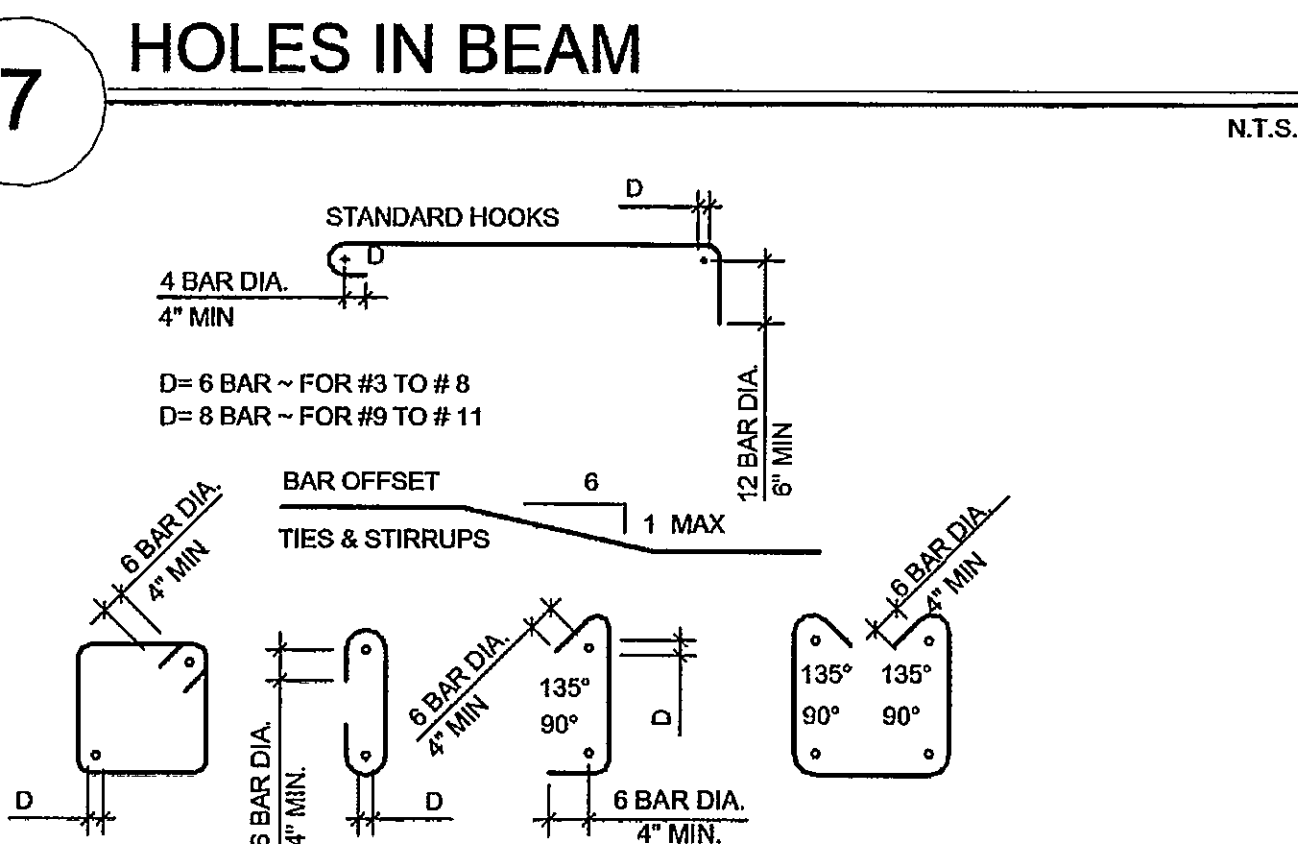 7
HOLES IN BEAM
N.T.S.
D
STANDARD HOOKS
D
4 BAR DIA.
4" MIN
12 BAR DIA.
6" MIN
D= 6 BAR ~ FOR #3 TO # 8
D= 8 BAR ~ FOR #9 TO # 11
BAR OFFSET
6
1 MAX
TIES & STIRRUPS
6 BAR DIA.
4" MIN
6 BAR DIA.
4" MIN
6 BAR DIA.
4" MIN
135°
90°
D
135°
135°
90°
90°
6 BAR DIA.
4" MIN.
D
D
6 BAR DIA.
4" MIN.